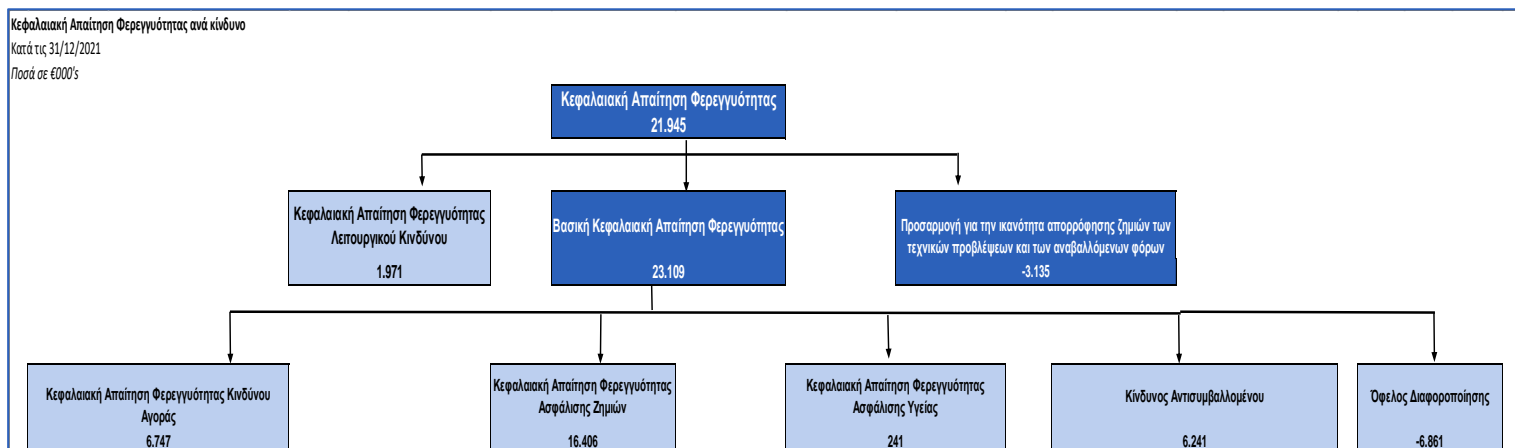 Κεφαλαιακή Απαίτηση Φερεγγυότητας ανά κίνδυνο
Κατά τις 31/12/2021
Ποσά σε €000's
Κεφαλαιακή Απαίτηση Φερεγγυότητας
21.945
Κεφαλαιακή Απαίτηση Φερεγγυότητας
Λειτουργικού Κινδύνου
1.971
Βασική Κεφαλαιακή Απαίτηση Φερεγγυότητας
23.109
Προσαρμογή για την ικανότητα απορρόφησης ζημιών των
τεχνικών προβλέψεων και των αναβαλλόμενων φόρων
-3.135
Κεφαλαιακή Απαίτηση Φερεγγυότητας Κινδύνου
Αγοράς
6.747
Κεφαλαιακή Απαίτηση Φερεγγυότητας
Ασφάλισης Ζημιών
16.406
Κεφαλαιακή Απαίτηση Φερεγγυότητας
Ασφάλισης Υγείας
241
Κίνδυνος Αντισυμβαλλομένου
6.241
Όφελος Διαφοροποίησης
-6.861